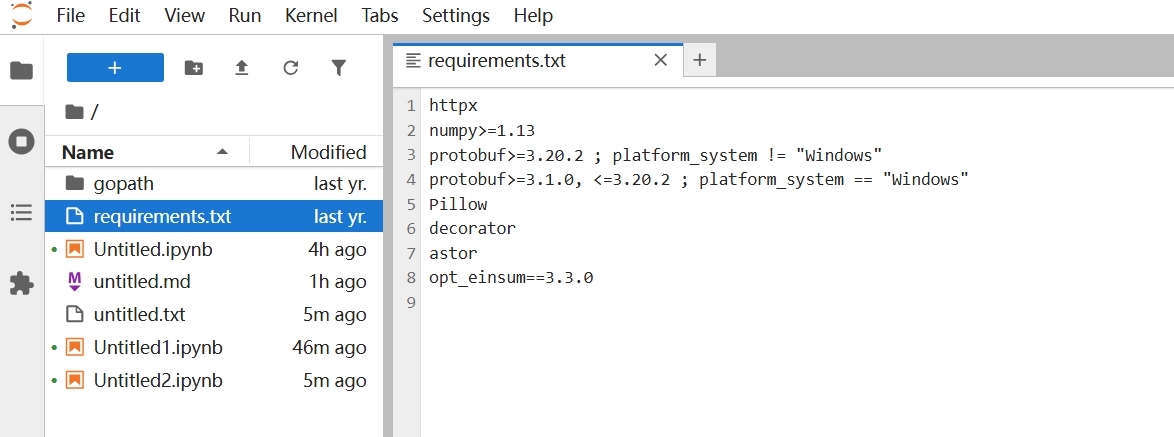 File Edit View Run Kernel Tabs Settings Help
+
/
Name Modified
gopath last yr.
requirements.txt last yr.
Untitled.ipynb 4h ago
M untitled.md 1h ago
untitled.txt 5m ago
Untitled1.ipynb 46m ago
Untitled2.ipynb 5m ago
requirements.txt × +
1 httpx
2 numpy>=1.13
3 protobuf>=3.20.2 ; platform_system != "Windows"
4 protobuf>=3.1.0, <=3.20.2 ; platform_system == "Windows"
5 Pillow
6 decorator
7 astor
8 opt_einsum==3.3.0
9